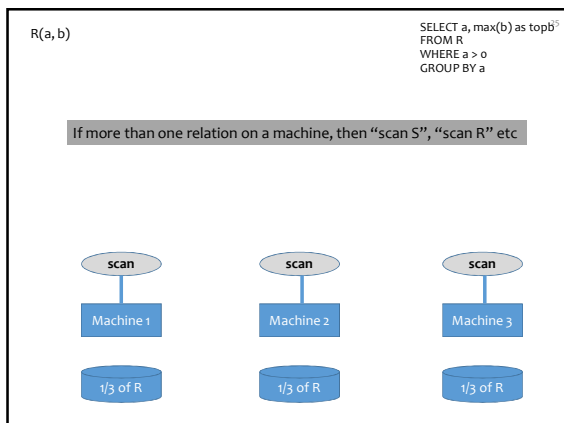 R(a, b)
SELECT a, max(b) as topb
35
FROM R
WHERE a > 0
GROUP BY a
If more than one relation on a machine, then “scan S”, “scan R” etc
scan
scan
scan
Machine 1
Machine 2
Machine 3
1/3 of R
1/3 of R
1/3 of R